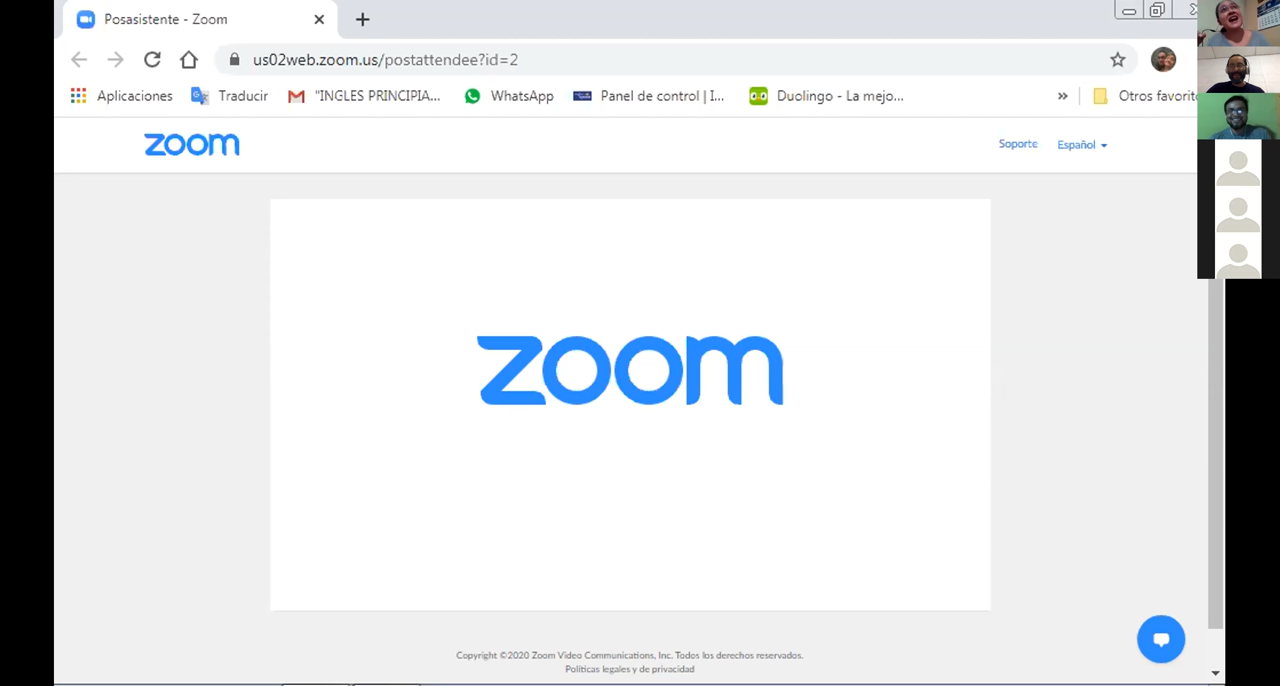 Posasistente - Zoom
us02web.zoom.us/postattendee?id=2
Aplicaciones Traducir "INGLES PRINCIPIA... WhatsApp Panel de control | I... Duolingo - La mejo... » Otros favorito
zoom
Soporte Español
zoom
Copyright ©2020 Zoom Video Communications, Inc. Todos los derechos reservados.
Políticas legales y de privacidad